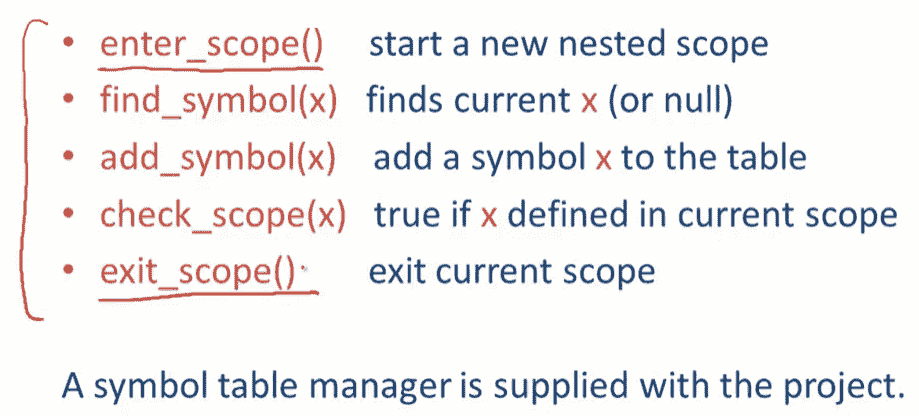 • enter_scope() start a new nested scope
• find_symbol(x) finds current x (or null)
• add_symbol(x) add a symbol x to the table
• check_scope(x) true if x defined in current scope
• exit_scope() exit current scope
A symbol table manager is supplied with the project.